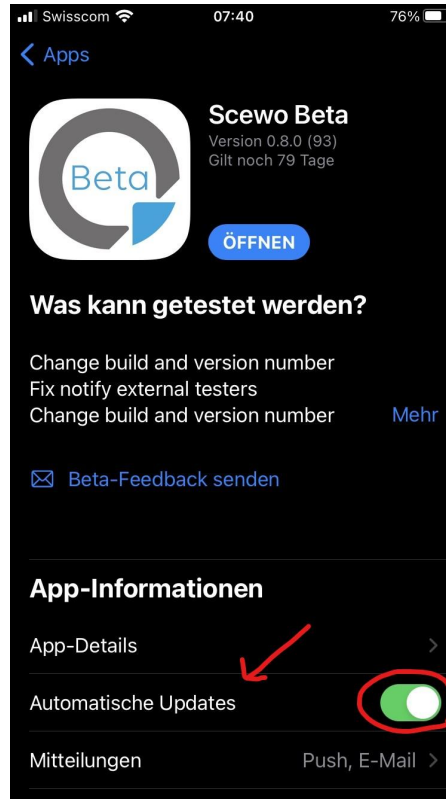 Swisscom 07:40 76%
Apps
Beta
Scewo Beta
Version 0.8.0 (93)
Gilt noch 79 Tage
ÖFFNEN
Was kann getestet werden?
Change build and version number
Fix notify external testers
Change build and version number Mehr
Beta-Feedback senden
App-Informationen
App-Details
Automatische Updates
Mitteilungen Push, E-Mail